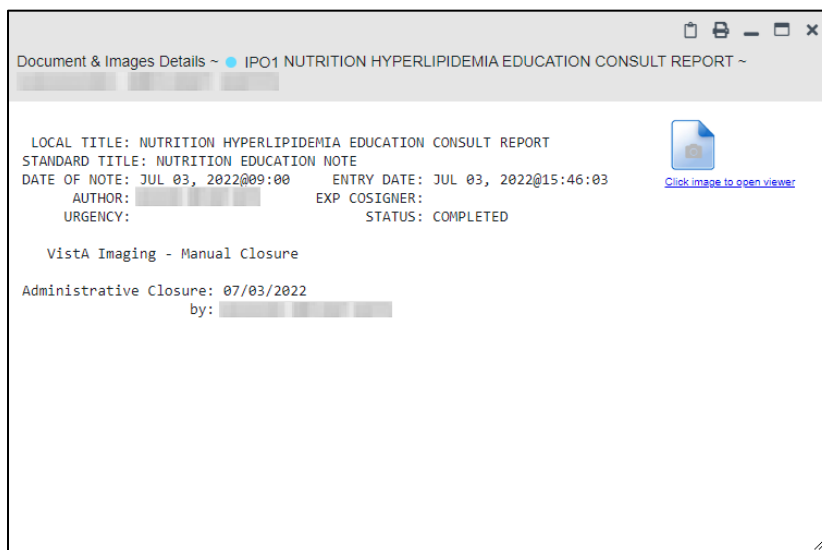 Document & Images Details ~ IPO1 NUTRITION HYPERLIPIDEMIA EDUCATION CONSULT REPORT ~
LOCAL TITLE: NUTRITION HYPERLIPIDEMIA EDUCATION CONSULT REPORT
STANDARD TITLE: NUTRITION EDUCATION NOTE
DATE OF NOTE: JUL 03, 2022@09:00 ENTRY DATE: JUL 03, 2022@15:46:03
AUTHOR: EXP COSIGNER:
URGENCY: STATUS: COMPLETED
Click image to open viewer
VistA Imaging - Manual Closure
Administrative Closure: 07/03/2022
by: